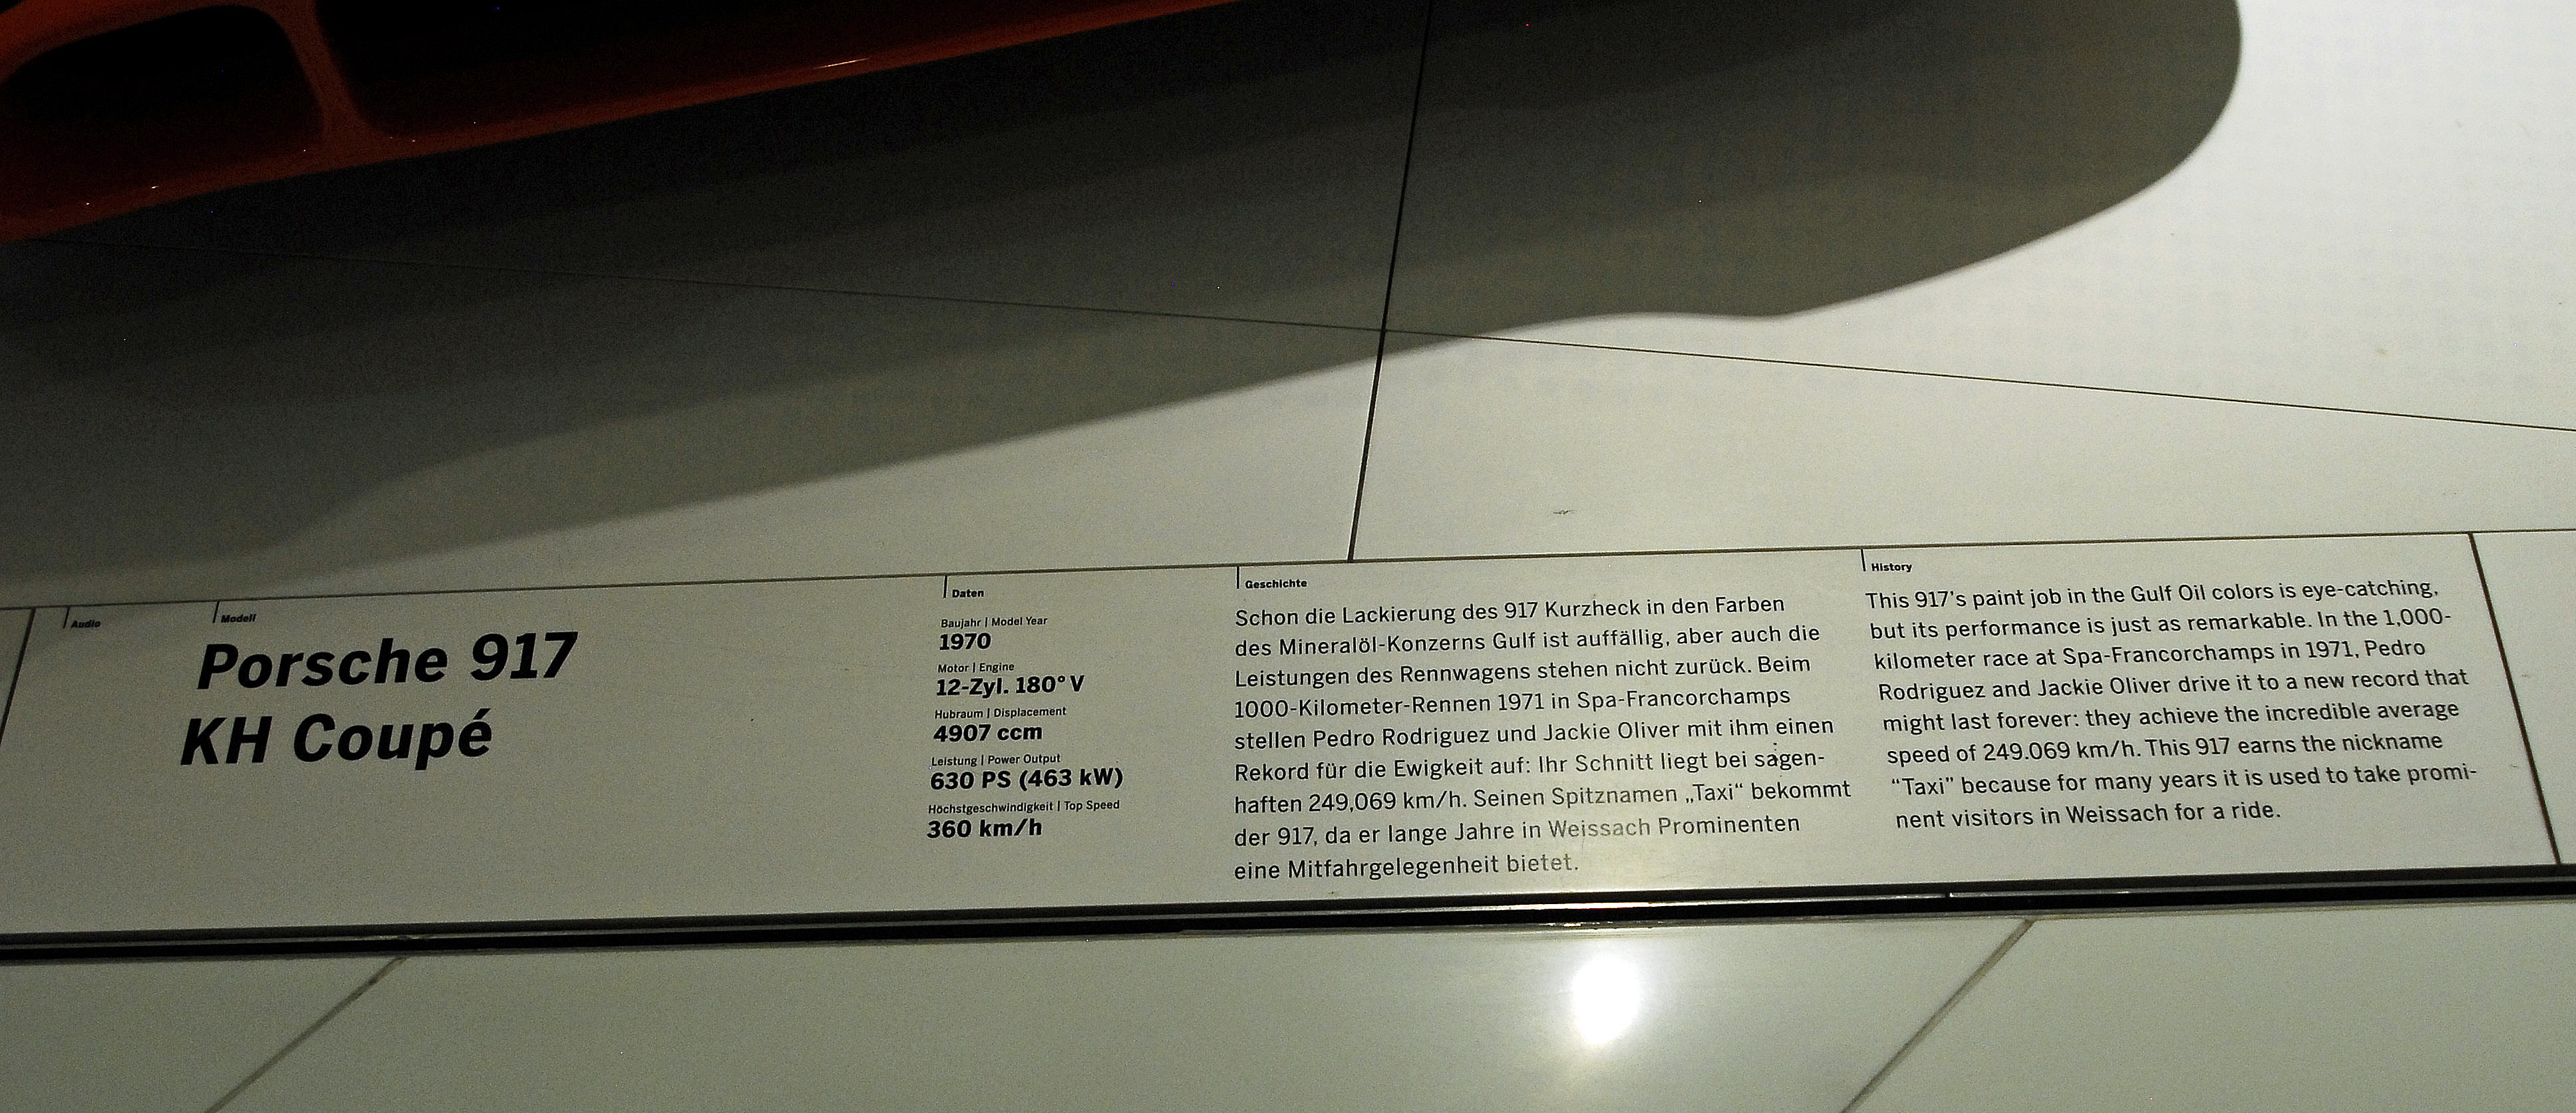 Audio
Modell
Porsche 917
KH Coupé
Daten
Baujahr | Model Year
1970
Motor | Engine
12-Zyl. 180° V
Hubraum | Displacement
4907 ccm
Leistung | Power Output
630 PS (463 kW)
Höchstgeschwindigkeit | Top Speed
360 km/h
Geschichte
Schon die Lackierung des 917 Kurzheck in den Farben
des Mineralöl-Konzerns Gulf ist auffällig, aber auch die
Leistungen des Rennwagens stehen nicht zurück. Beim
1000-Kilometer-Rennen 1971 in Spa-Francorchamps
stellen Pedro Rodriguez und Jackie Oliver mit ihm einen
Rekord für die Ewigkeit auf: Ihr Schnitt liegt bei sagen-
haften 249,069 km/h. Seinen Spitznamen „Taxi“ bekommt
der 917, da er lange Jahre in Weissach Prominenten
eine Mitfahrgelegenheit bietet.
History
This 917's paint job in the Gulf Oil colors is eye-catching,
but its performance is just as remarkable. In the 1,000-
kilometer race at Spa-Francorchamps in 1971, Pedro
Rodriguez and Jackie Oliver drive it to a new record that
might last forever: they achieve the incredible average
speed of 249.069 km/h. This 917 earns the nickname
“Taxi” because for many years it is used to take promi-
nent visitors in Weissach for a ride.